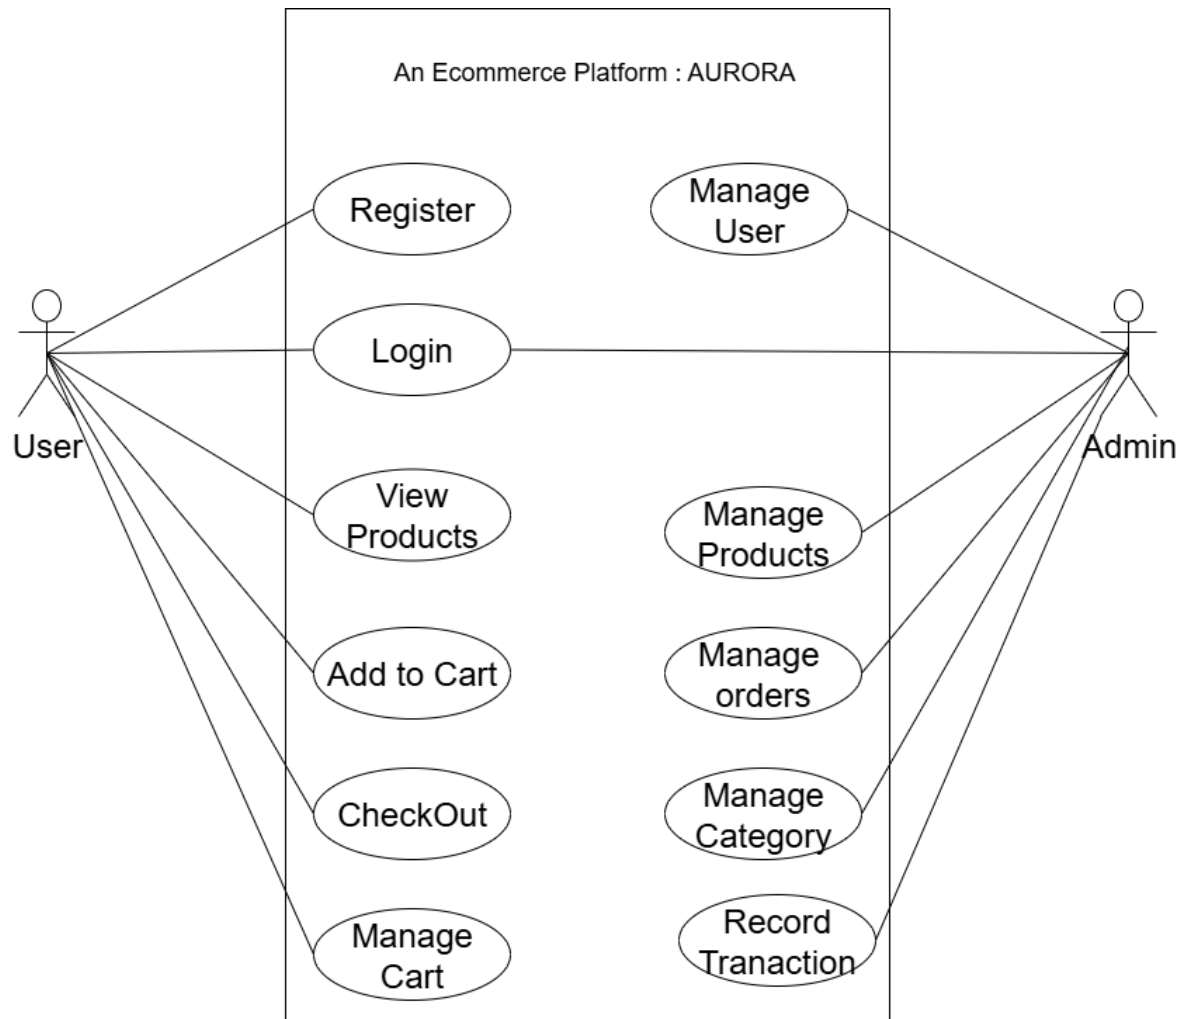 An Ecommerce Platform : AURORA
Register
Manage
User
Login
User
Admin
View
Products
Manage
Products
Add to Cart
Manage
orders
CheckOut
Manage
Category
Manage
Cart
Record
Tranaction